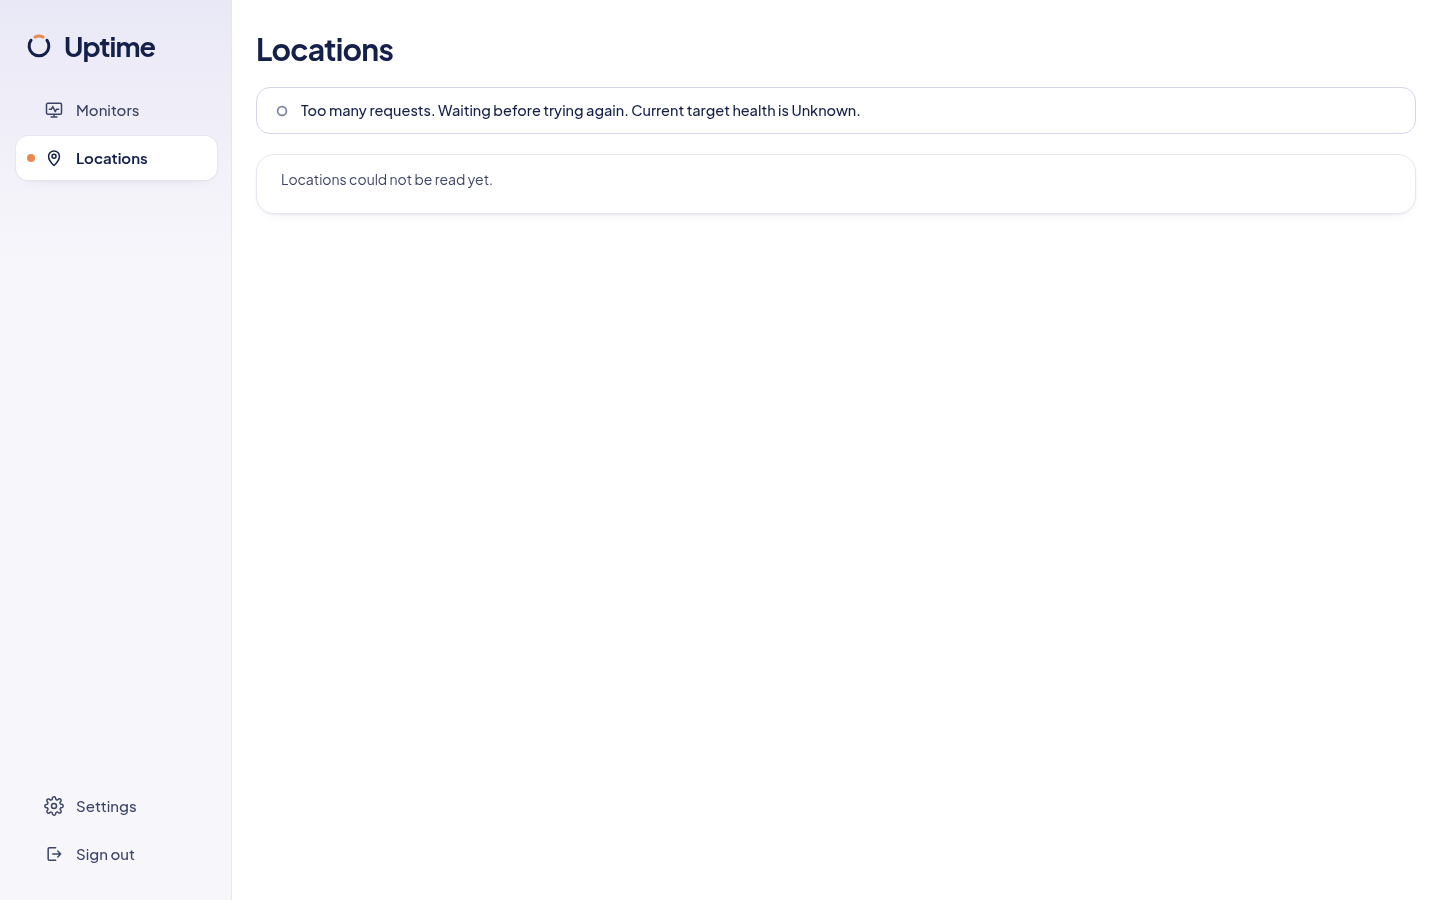 Uptime
Monitors
Locations
Settings
Sign out
Locations
Too many requests. Waiting before trying again. Current target health is Unknown.
Locations could not be read yet.